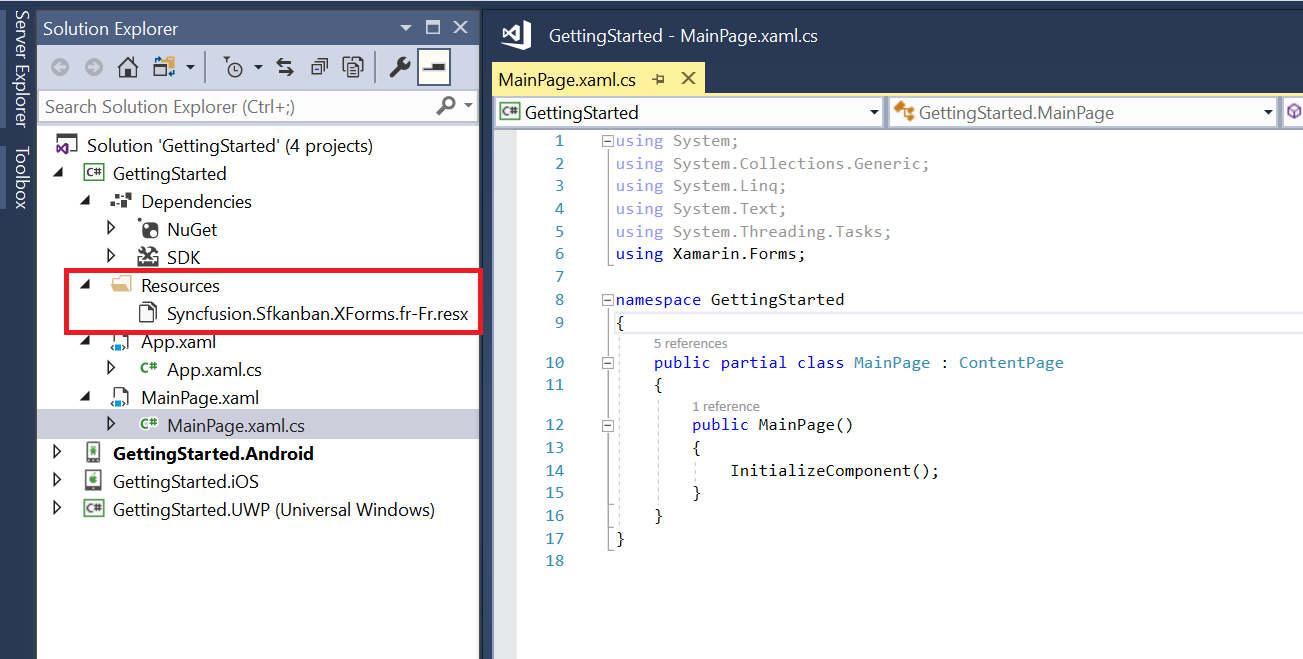 Server Explorer
Toolbox
Solution Explorer
Search Solution Explorer (Ctrl+;)
Solution 'GettingStarted' (4 projects)
C# GettingStarted
Dependencies
NuGet
SDK
Resources
Syncfusion.Sfkanban.XForms.fr-Fr.resx
App.xaml
C# App.xaml.cs
MainPage.xaml
C# MainPage.xaml.cs
GettingStarted.Android
GettingStarted.iOS
C# GettingStarted.UWP (Universal Windows)
GettingStarted - MainPage.xaml.cs
MainPage.xaml.cs
C# GettingStarted
GettingStarted.MainPage
1 using System;
2 using System.Collections.Generic;
3 using System.Linq;
4 using System.Text;
5 using System.Threading.Tasks;
6 using Xamarin.Forms;
7
8 namespace GettingStarted
9 {
5 references
10 public partial class MainPage : ContentPage
11 {
1 reference
12 public MainPage()
13 {
14 InitializeComponent();
15 }
16 }
17 }
18